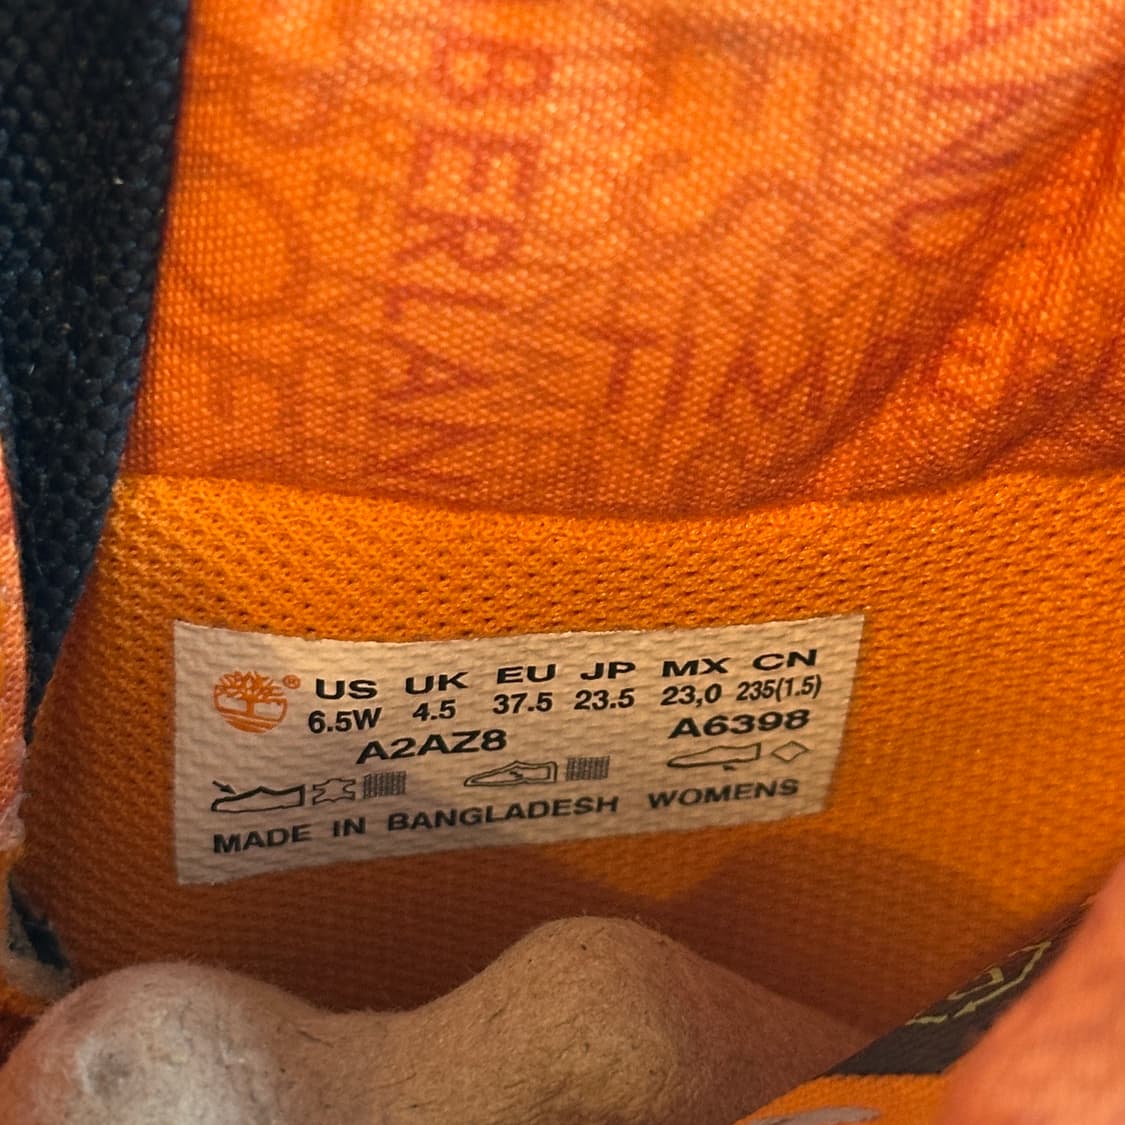 BERLAN
US UK EU JP MX CN
6.5W 4.5 37.5 23.5 23,0 235(1.5)
A2AZ8 A6398
MADE IN BANGLADESH WOMENS